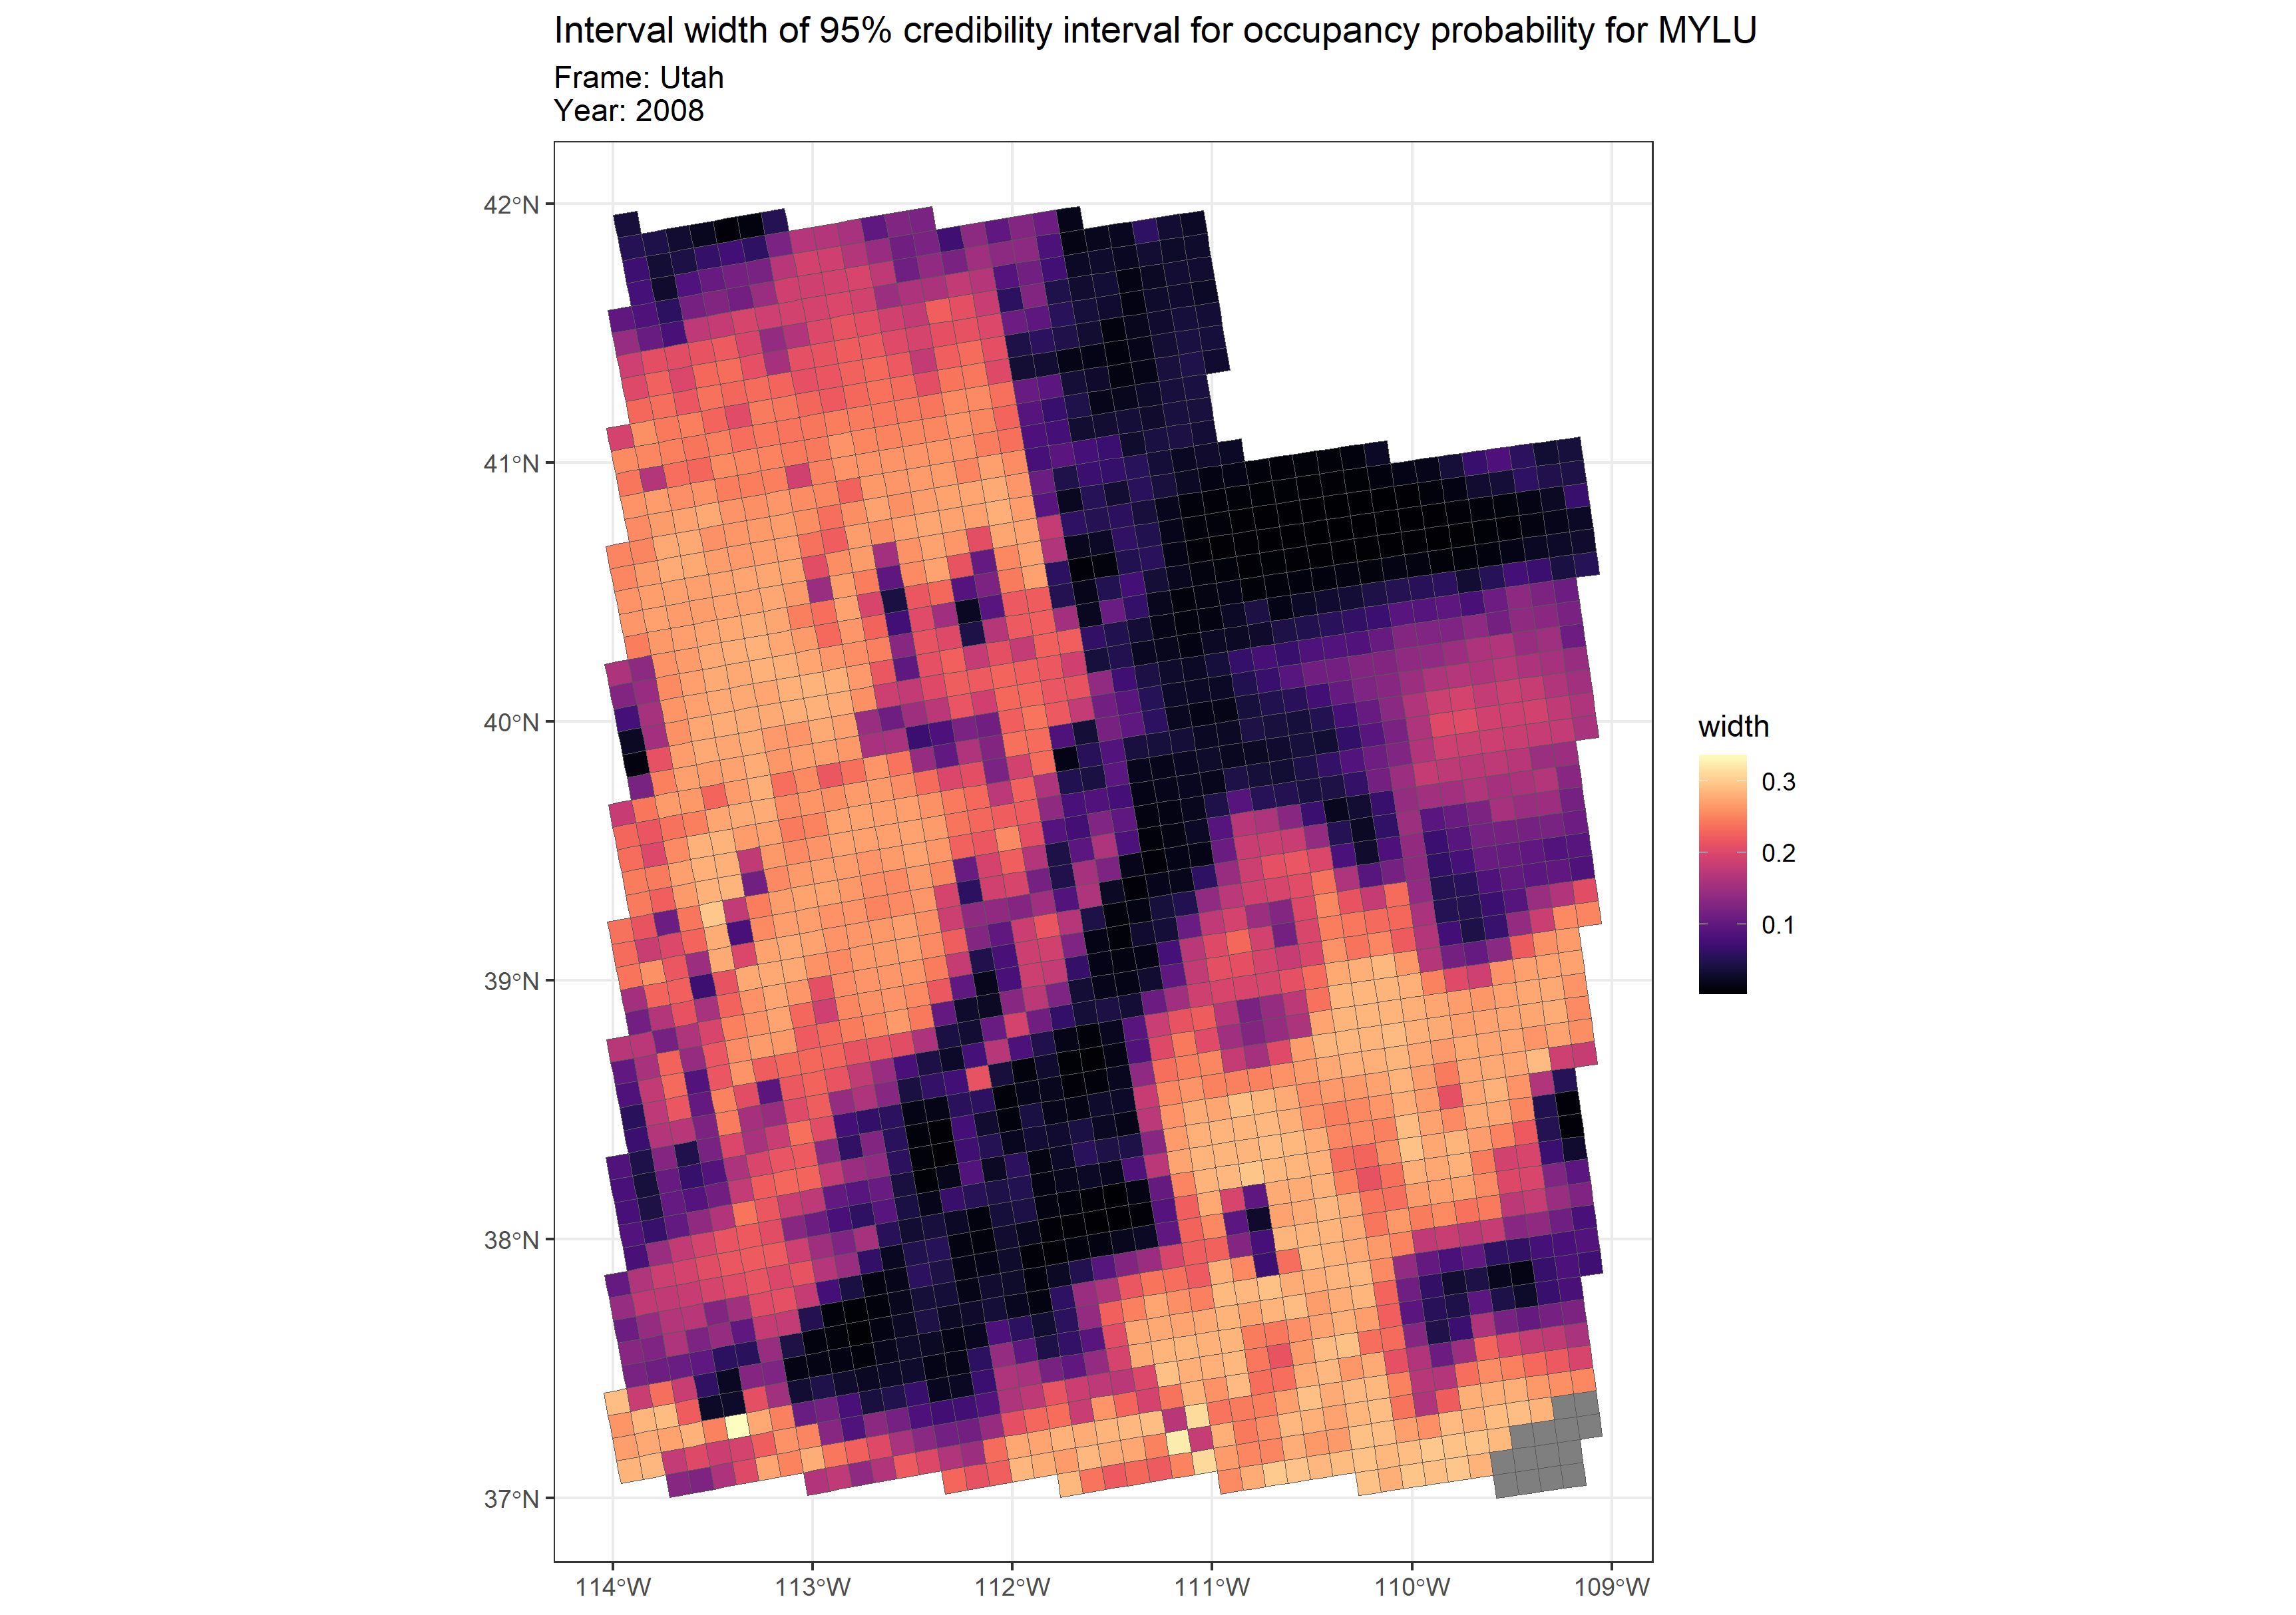 Interval width of 95% credibility interval for occupancy probability for MYLU
Frame: Utah
Year: 2008
42°N
41°N
40°N
39°N
38°N
37°N
114°W
113°W
112°W
111°W
110°W
109°W
width
0.3
0.2
0.1